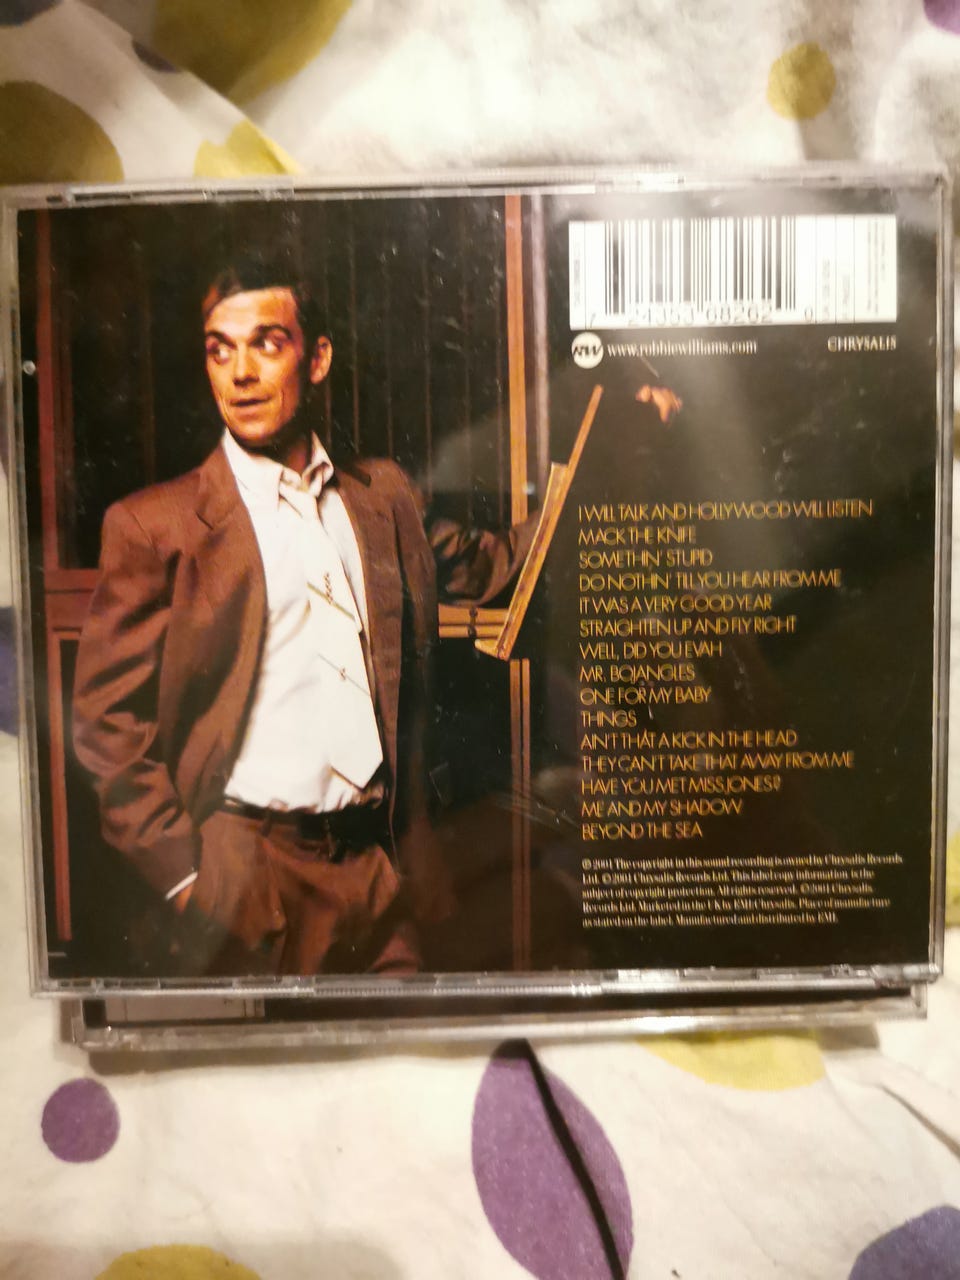 7 24353 68262 0
RW www.robbiewilliams.com
CHRYSALIS
I WILL TALK AND HOLLYWOOD WILL LISTEN
MACK THE KNIFE
SOMETHIN' STUPID
DO NOTHIN' TILL YOU HEAR FROM ME
IT WAS A VERY GOOD YEAR
STRAIGHTEN UP AND FLY RIGHT
WELL, DID YOU EVAH
MR. BOJANGLES
ONE FOR MY BABY
THINGS
AIN'T THAT A KICK IN THE HEAD
THEY CAN'T TAKE THAT AWAY FROM ME
HAVE YOU MET MISS JONES?
ME AND MY SHADOW
BEYOND THE SEA
℗ 2001 The copyright in this sound recording is owned by Chrysalis Records
Ltd. ©2001 Chrysalis Records Ltd. This label copy information is the
subject of copyright protection. All rights reserved. ©2001 Chrysalis
Records Ltd. Marketed in the UK by EMI:Chrysalis. Place of manufacture
as stated on the label. Manufactured and distributed by EMI.